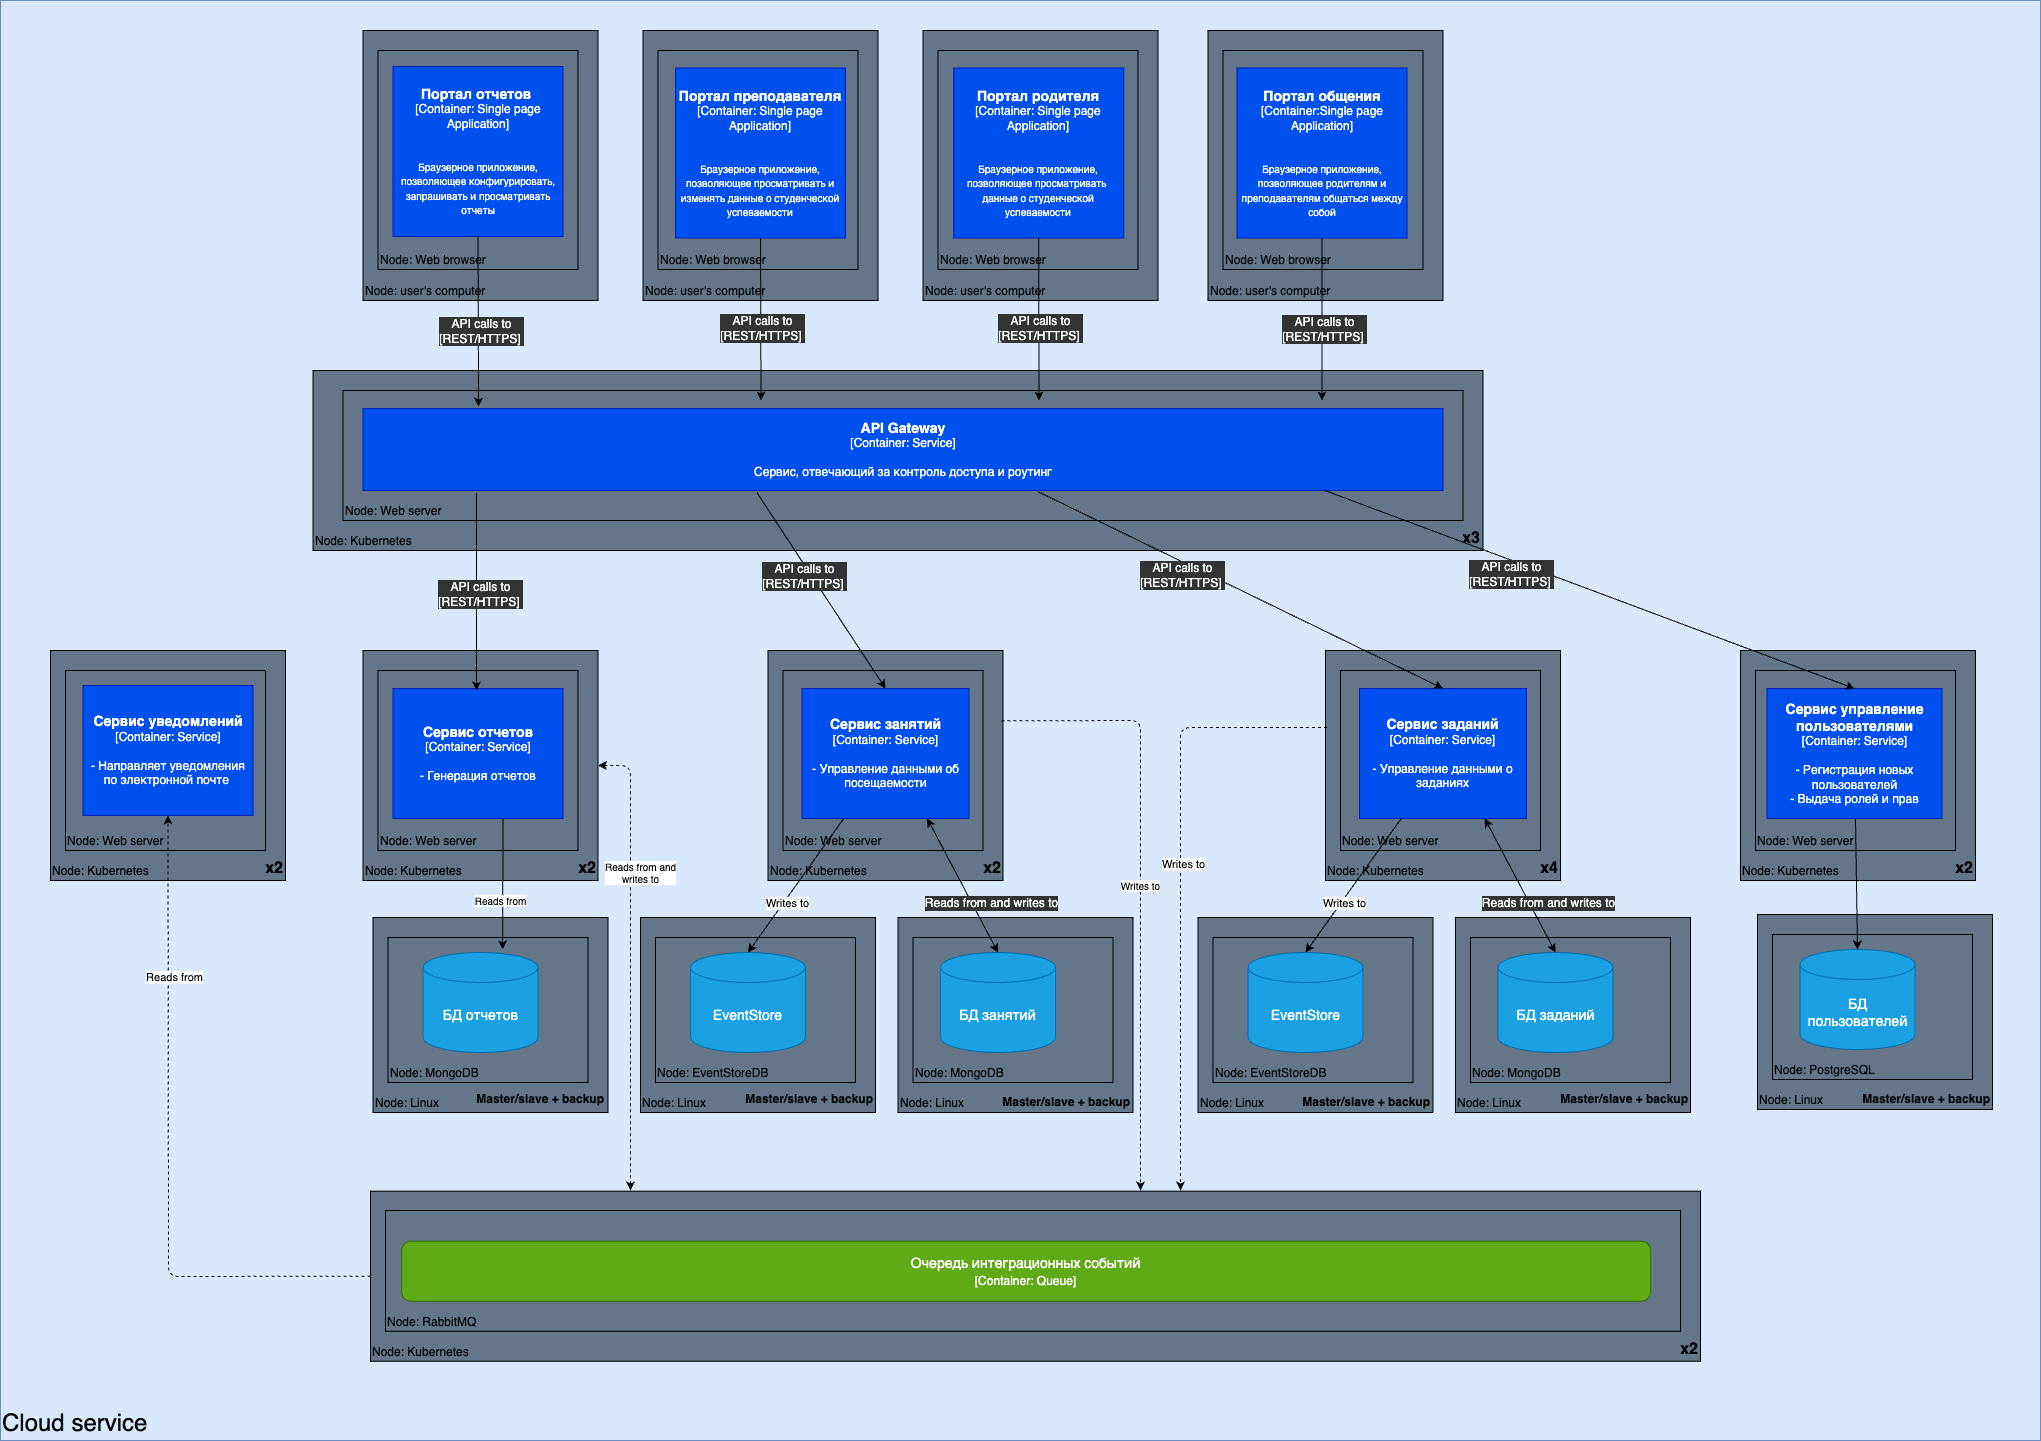 Портал отчетов
[Container: Single page
Application]
Браузерное приложение,
позволяющее конфигурировать,
запрашивать и просматривать
отчеты
Node: Web browser
Node: user's computer
Портал преподавателя
[Container: Single page
Application]
Браузерное приложение,
позволяющее просматривать и
изменять данные о студенческой
успеваемости
Node: Web browser
Node: user's computer
Портал родителя
[Container: Single page
Application]
Браузерное приложение,
позволяющее просматривать
данные о студенческой
успеваемости
Node: Web browser
Node: user's computer
Портал общения
[Container:Single page
Application]
Браузерное приложение,
позволяющее родителям и
преподавателям общаться между
собой
Node: Web browser
Node: user's computer
API calls to
[REST/HTTPS]
API calls to
[REST/HTTPS]
API calls to
[REST/HTTPS]
API calls to
[REST/HTTPS]
API Gateway
[Container: Service]
Сервис, отвечающий за контроль доступа и роутинг
Node: Web server
Node: Kubernetes
x3
API calls to
[REST/HTTPS]
API calls to
[REST/HTTPS]
API calls to
[REST/HTTPS]
API calls to
[REST/HTTPS]
Сервис уведомлений
[Container: Service]
- Направляет уведомления
по электронной почте
Node: Web server
Node: Kubernetes
x2
Сервис отчетов
[Container: Service]
- Генерация отчетов
Node: Web server
Node: Kubernetes
x2
Сервис занятий
[Container: Service]
- Управление данными об
посещаемости
Node: Web server
Node: Kubernetes
x2
Сервис заданий
[Container: Service]
- Управление данными о
заданиях
Node: Web server
Node: Kubernetes
x4
Сервис управление
пользователями
[Container: Service]
- Регистрация новых
пользователей
- Выдача ролей и прав
Node: Web server
Node: Kubernetes
x2
Reads from and
writes to
Writes to
Writes to
Reads from
Writes to
Reads from and writes to
Writes to
Reads from and writes to
Reads from
БД отчетов
Node: MongoDB
Node: Linux
Master/slave + backup
EventStore
Node: EventStoreDB
Node: Linux
Master/slave + backup
БД занятий
Node: MongoDB
Node: Linux
Master/slave + backup
EventStore
Node: EventStoreDB
Node: Linux
Master/slave + backup
БД заданий
Node: MongoDB
Node: Linux
Master/slave + backup
БД
пользователей
Node: PostgreSQL
Node: Linux
Master/slave + backup
Очередь интеграционных событий
[Container: Queue]
Node: RabbitMQ
Node: Kubernetes
x2
Cloud service